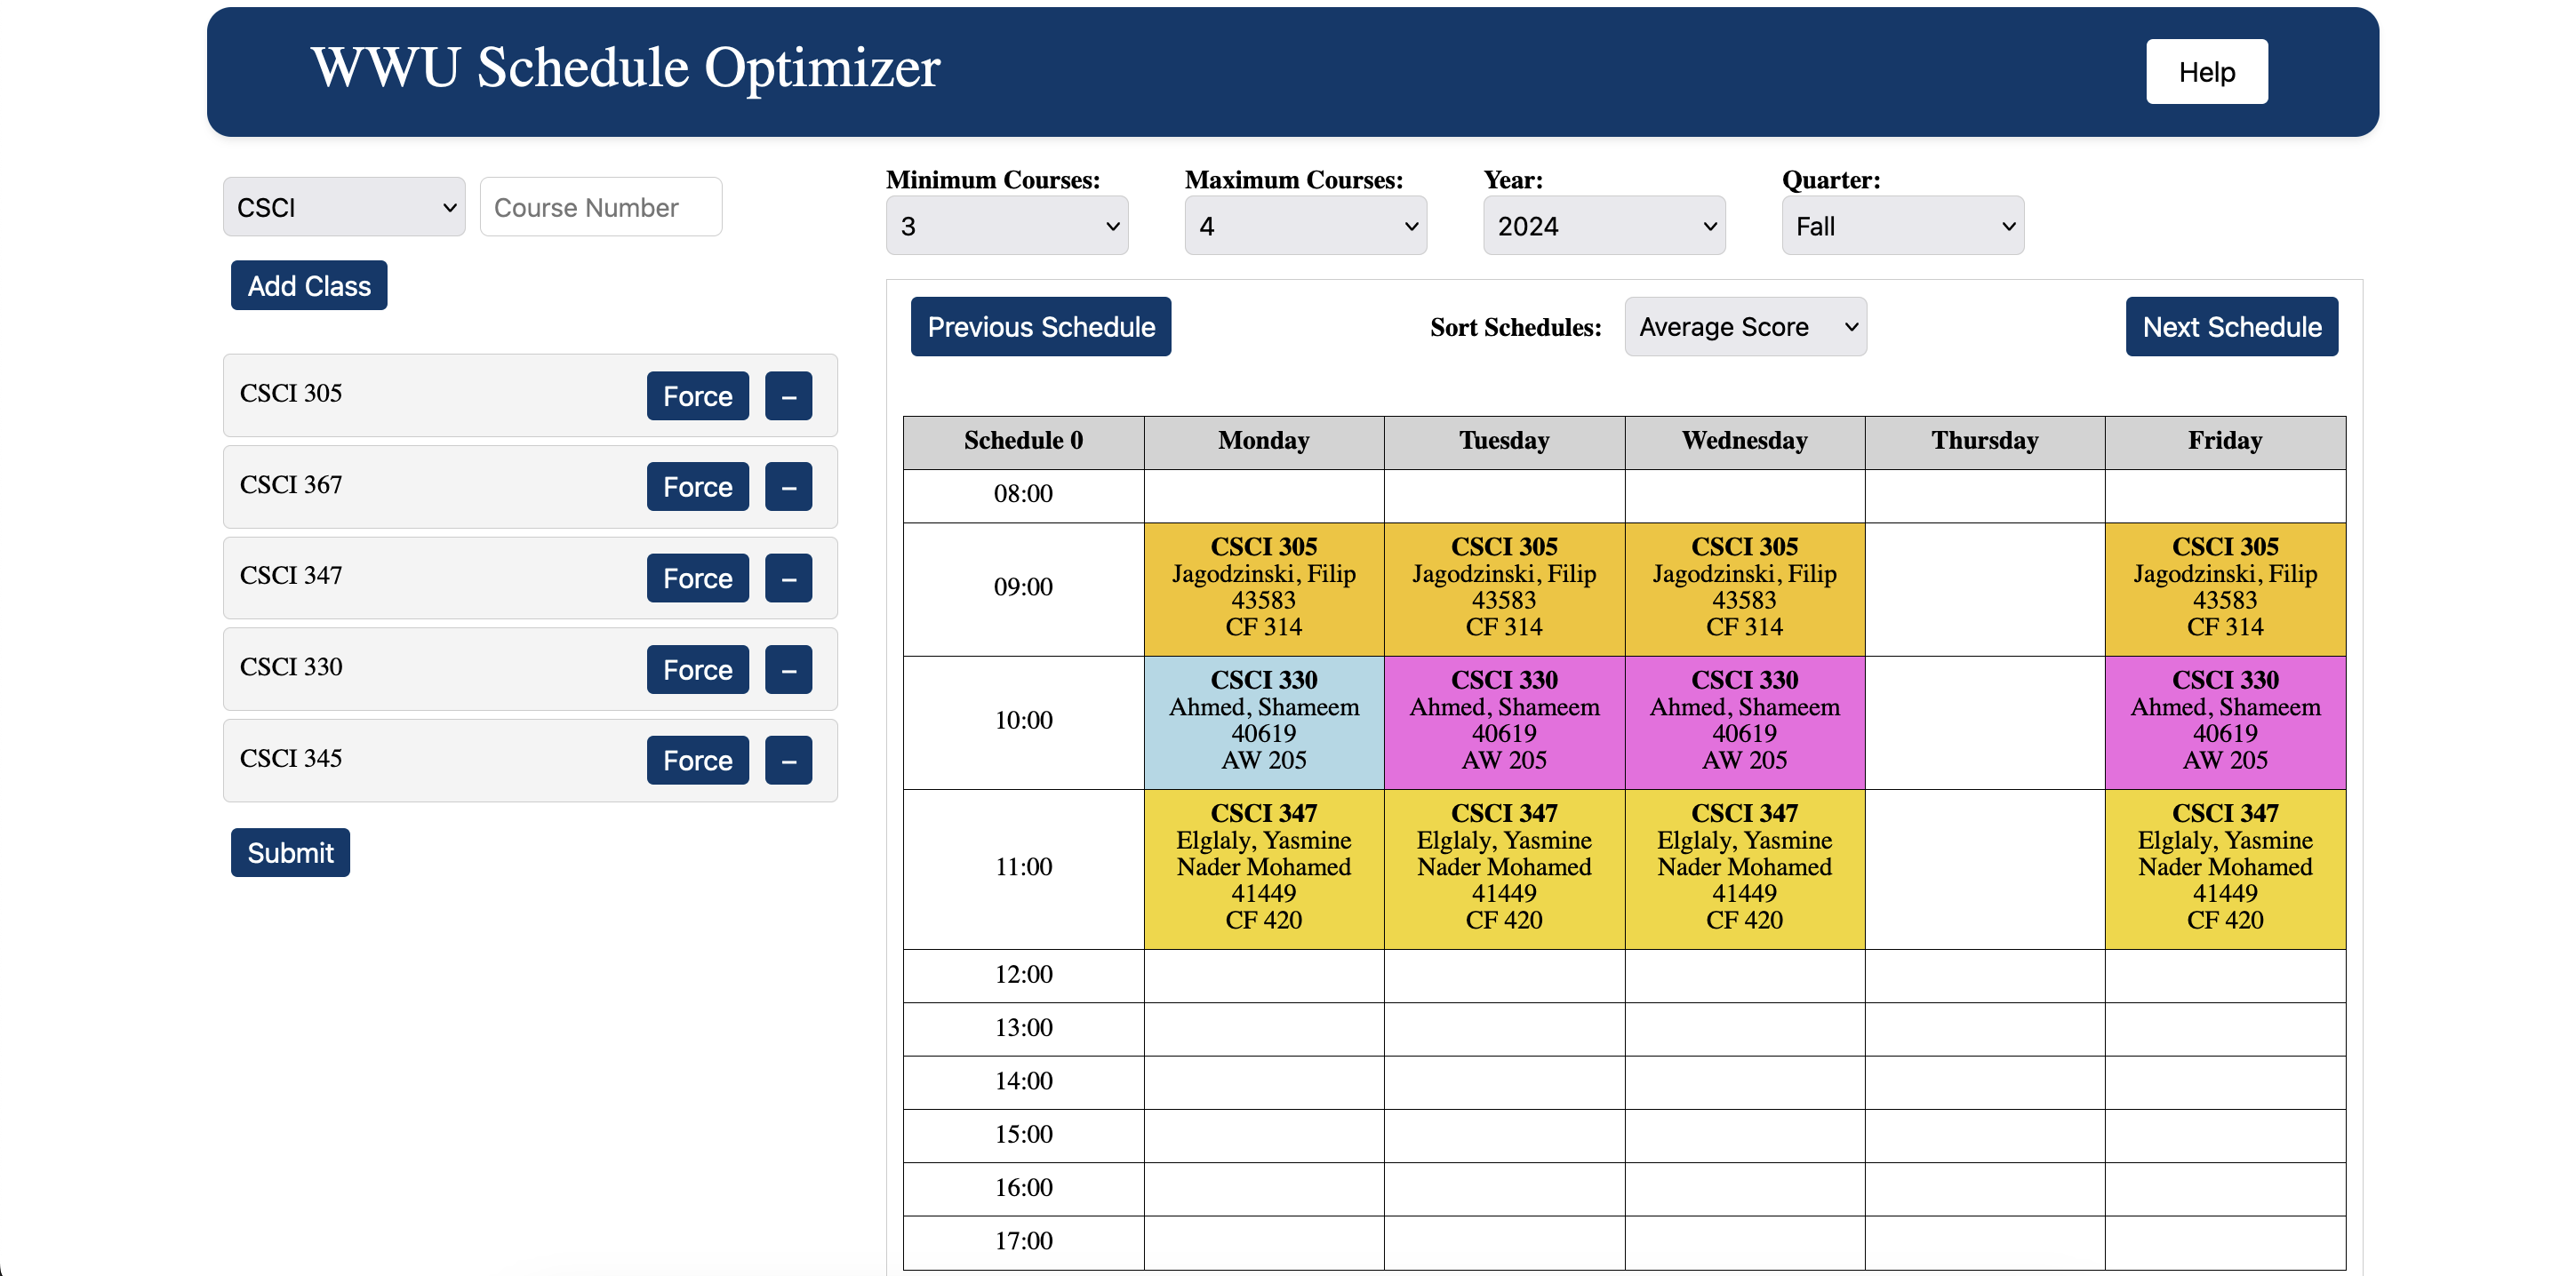 WWU Schedule Optimizer
Help
CSCI
Course Number
Add Class
CSCI 305
Force
–
CSCI 367
Force
–
CSCI 347
Force
–
CSCI 330
Force
–
CSCI 345
Force
–
Submit
Minimum Courses:
3
Maximum Courses:
4
Year:
2024
Quarter:
Fall
Previous Schedule
Sort Schedules:
Average Score
Next Schedule
Schedule 0
Monday
Tuesday
Wednesday
Thursday
Friday
08:00
09:00
CSCI 305
Jagodzinski, Filip
43583
CF 314
CSCI 305
Jagodzinski, Filip
43583
CF 314
CSCI 305
Jagodzinski, Filip
43583
CF 314
CSCI 305
Jagodzinski, Filip
43583
CF 314
10:00
CSCI 330
Ahmed, Shameem
40619
AW 205
CSCI 330
Ahmed, Shameem
40619
AW 205
CSCI 330
Ahmed, Shameem
40619
AW 205
CSCI 330
Ahmed, Shameem
40619
AW 205
11:00
CSCI 347
Elglaly, Yasmine
Nader Mohamed
41449
CF 420
CSCI 347
Elglaly, Yasmine
Nader Mohamed
41449
CF 420
CSCI 347
Elglaly, Yasmine
Nader Mohamed
41449
CF 420
CSCI 347
Elglaly, Yasmine
Nader Mohamed
41449
CF 420
12:00
13:00
14:00
15:00
16:00
17:00